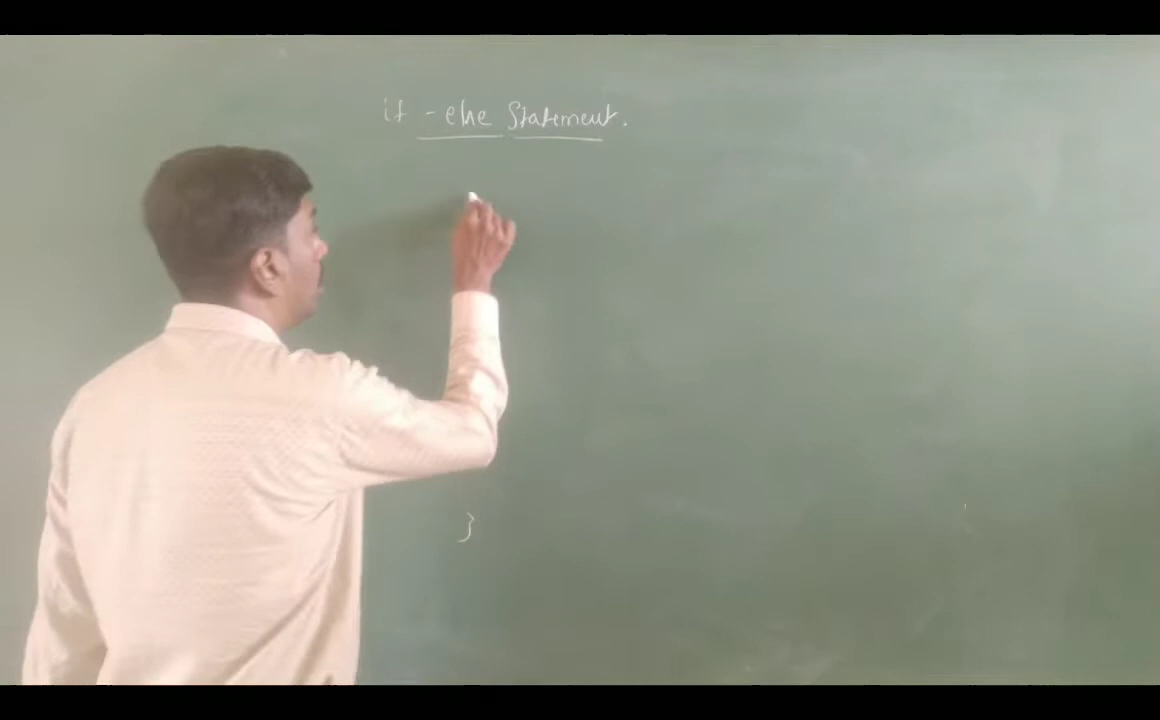 if - else Statement.
}